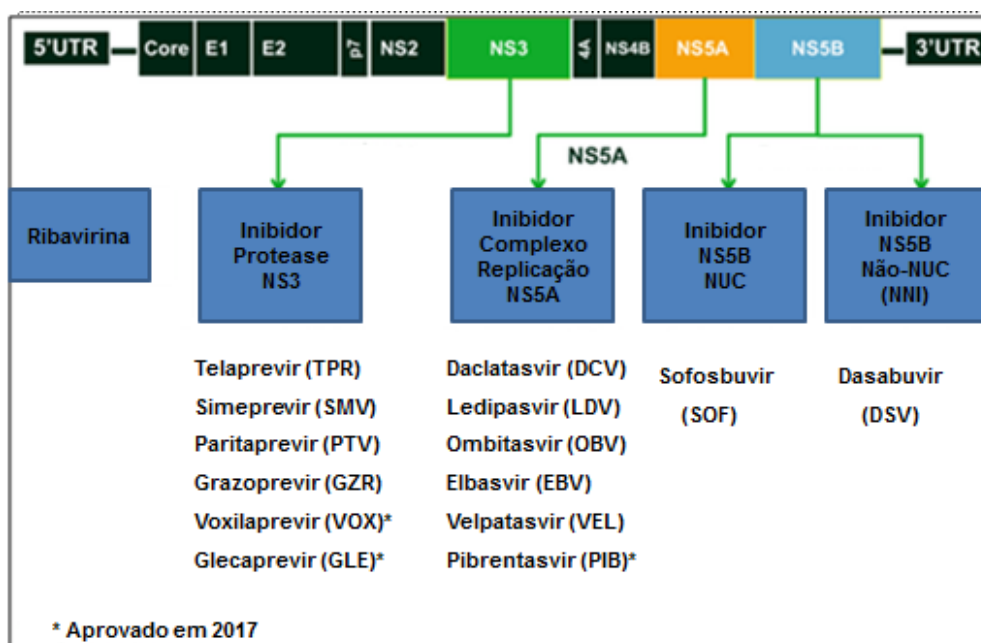 5'UTR Core E1 E2 p7 NS2 NS3 4A NS4B NS5A NS5B 3'UTR
NS5A
Ribavirina
Inibidor
Protease
NS3
Inibidor
Complexo
Replicação
NS5A
Inibidor
NS5B
NUC
Inibidor
NS5B
Não-NUC
(NNI)
Telaprevir (TPR)
Simeprevir (SMV)
Paritaprevir (PTV)
Grazoprevir (GZR)
Voxilaprevir (VOX)*
Glecaprevir (GLE)*
Daclatasvir (DCV)
Ledipasvir (LDV)
Ombitasvir (OBV)
Elbasvir (EBV)
Velpatasvir (VEL)
Pibrentasvir (PIB)*
Sofosbuvir
(SOF)
Dasabuvir
(DSV)
* Aprovado em 2017